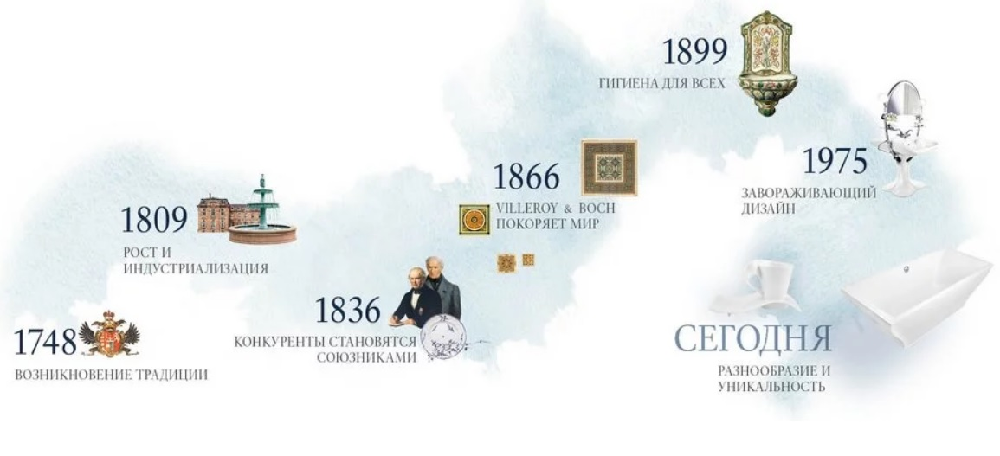 1748
ВОЗНИКНОВЕНИЕ ТРАДИЦИИ
1809
РОСТ И
ИНДУСТРИАЛИЗАЦИЯ
1836
КОНКУРЕНТЫ СТАНОВЯТСЯ
СОЮЗНИКАМИ
1866
VILLEROY & BOCH
ПОКОРЯЕТ МИР
1899
ГИГИЕНА ДЛЯ ВСЕХ
1975
ЗАВОРАЖИВАЮЩИЙ
ДИЗАЙН
СЕГОДНЯ
РАЗНООБРАЗИЕ И
УНИКАЛЬНОСТЬ